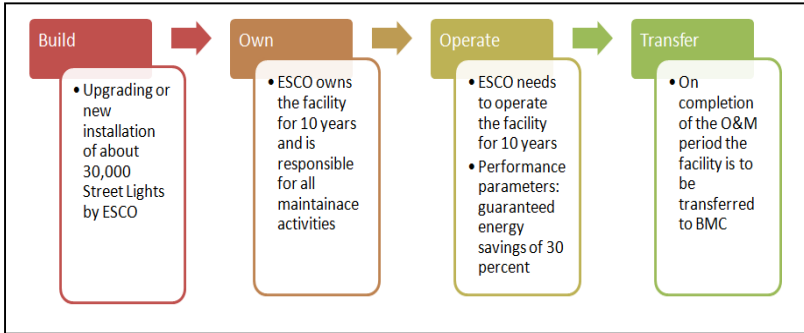 Build
• Upgrading or
new
installation
of about
30,000
Street Lights
by ESCO
Own
• ESCO owns
the facility
for 10 years
and is
responsible
for all
maintainace
activities
Operate
• ESCO needs
to operate
the facility
for 10 years
• Performance
parameters:
guaranteed
energy
savings of 30
percent
Transfer
• On
completion
of the O&M
period the
facility is to
be
transferred
to BMC